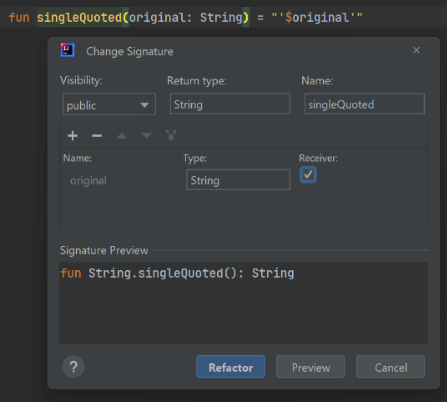 fun singleQuoted(original: String) = "'$original'"
Change Signature
Visibility: Return type: Name:
public String singleQuoted
Name: Type: Receiver:
original String
Signature Preview
fun String.singleQuoted(): String
? Refactor Preview Cancel